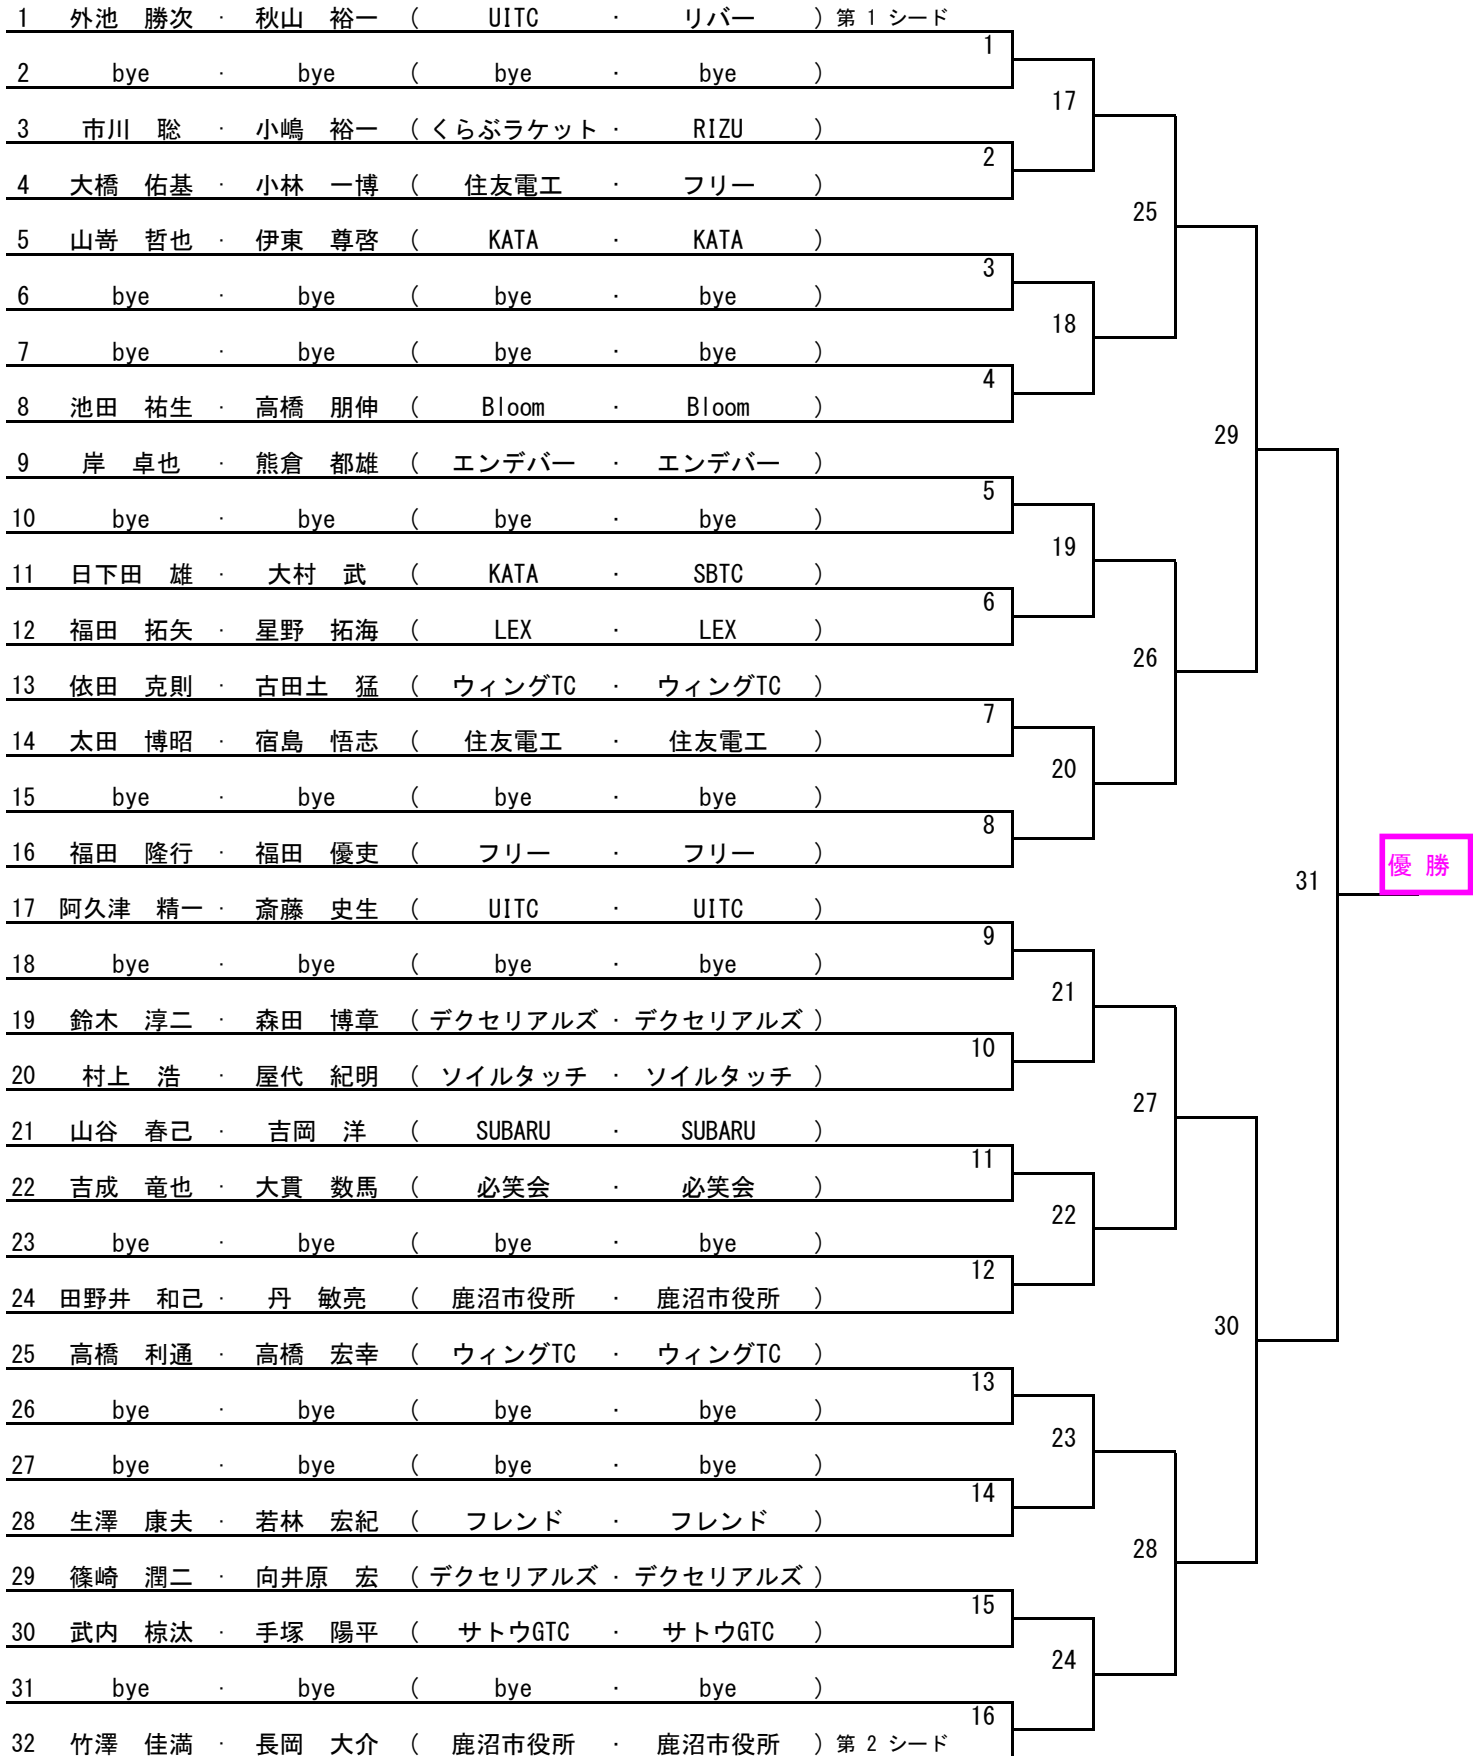 1 外池 勝次 ・ 秋山 裕一 ( UITC ・ リバー ) 第 1 シード
1
2 bye ・ bye ( bye ・ bye )
17
3 市川 聡 ・ 小嶋 裕一 ( くらぶラケット ・ RIZU )
2
4 大橋 佑基 ・ 小林 一博 ( 住友電工 ・ フリー )
25
5 山嵜 哲也 ・ 伊東 尊啓 ( KATA ・ KATA )
3
6 bye ・ bye ( bye ・ bye )
18
7 bye ・ bye ( bye ・ bye )
4
8 池田 祐生 ・ 高橋 朋伸 ( Bloom ・ Bloom )
29
9 岸 卓也 ・ 熊倉 都雄 ( エンデバー ・ エンデバー )
5
10 bye ・ bye ( bye ・ bye )
19
11 日下田 雄 ・ 大村 武 ( KATA ・ SBTC )
6
12 福田 拓矢 ・ 星野 拓海 ( LEX ・ LEX )
26
13 依田 克則 ・ 古田土 猛 ( ウィングTC ・ ウィングTC )
7
14 太田 博昭 ・ 宿島 悟志 ( 住友電工 ・ 住友電工 )
20
15 bye ・ bye ( bye ・ bye )
8
16 福田 隆行 ・ 福田 優吏 ( フリー ・ フリー )
31
優 勝
17 阿久津 精一 ・ 斎藤 史生 ( UITC ・ UITC )
9
18 bye ・ bye ( bye ・ bye )
21
19 鈴木 淳二 ・ 森田 博章 ( デクセリアルズ ・ デクセリアルズ )
10
20 村上 浩 ・ 屋代 紀明 ( ソイルタッチ ・ ソイルタッチ )
27
21 山谷 春己 ・ 吉岡 洋 ( SUBARU ・ SUBARU )
11
22 吉成 竜也 ・ 大貫 数馬 ( 必笑会 ・ 必笑会 )
22
23 bye ・ bye ( bye ・ bye )
12
24 田野井 和己 ・ 丹 敏亮 ( 鹿沼市役所 ・ 鹿沼市役所 )
30
25 高橋 利通 ・ 高橋 宏幸 ( ウィングTC ・ ウィングTC )
13
26 bye ・ bye ( bye ・ bye )
23
27 bye ・ bye ( bye ・ bye )
14
28 生澤 康夫 ・ 若林 宏紀 ( フレンド ・ フレンド )
28
29 篠崎 潤二 ・ 向井原 宏 ( デクセリアルズ ・ デクセリアルズ )
15
30 武内 椋汰 ・ 手塚 陽平 ( サトウGTC ・ サトウGTC )
24
31 bye ・ bye ( bye ・ bye )
16
32 竹澤 佳満 ・ 長岡 大介 ( 鹿沼市役所 ・ 鹿沼市役所 ) 第 2 シード